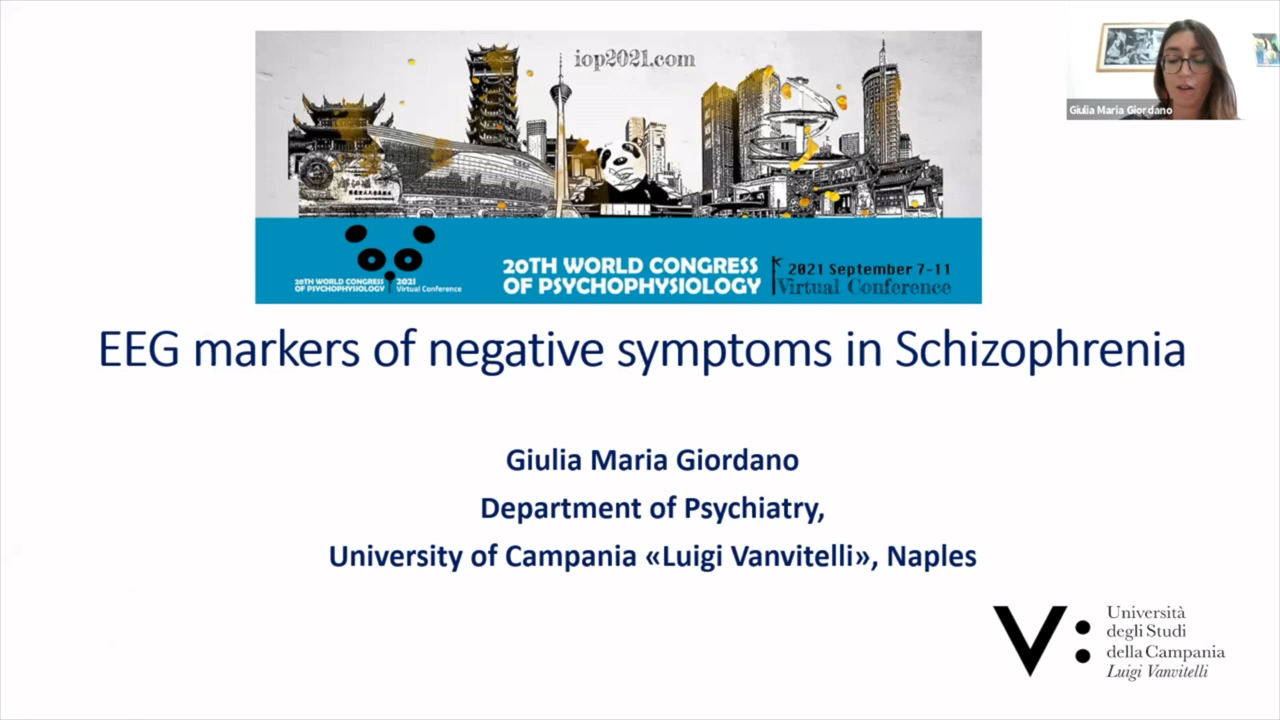 iop2021.com
Giulia Maria Giordano
20TH WORLD CONGRESS
OF PSYCHOPHYSIOLOGY
2021
Virtual Conference
20TH WORLD CONGRESS
OF PSYCHOPHYSIOLOGY
2021 September 7-11
Virtual Conference
EEG markers of negative symptoms in Schizophrenia
Giulia Maria Giordano
Department of Psychiatry,
University of Campania «Luigi Vanvitelli», Naples
V:
Università
degli Studi
della Campania
Luigi Vanvitelli